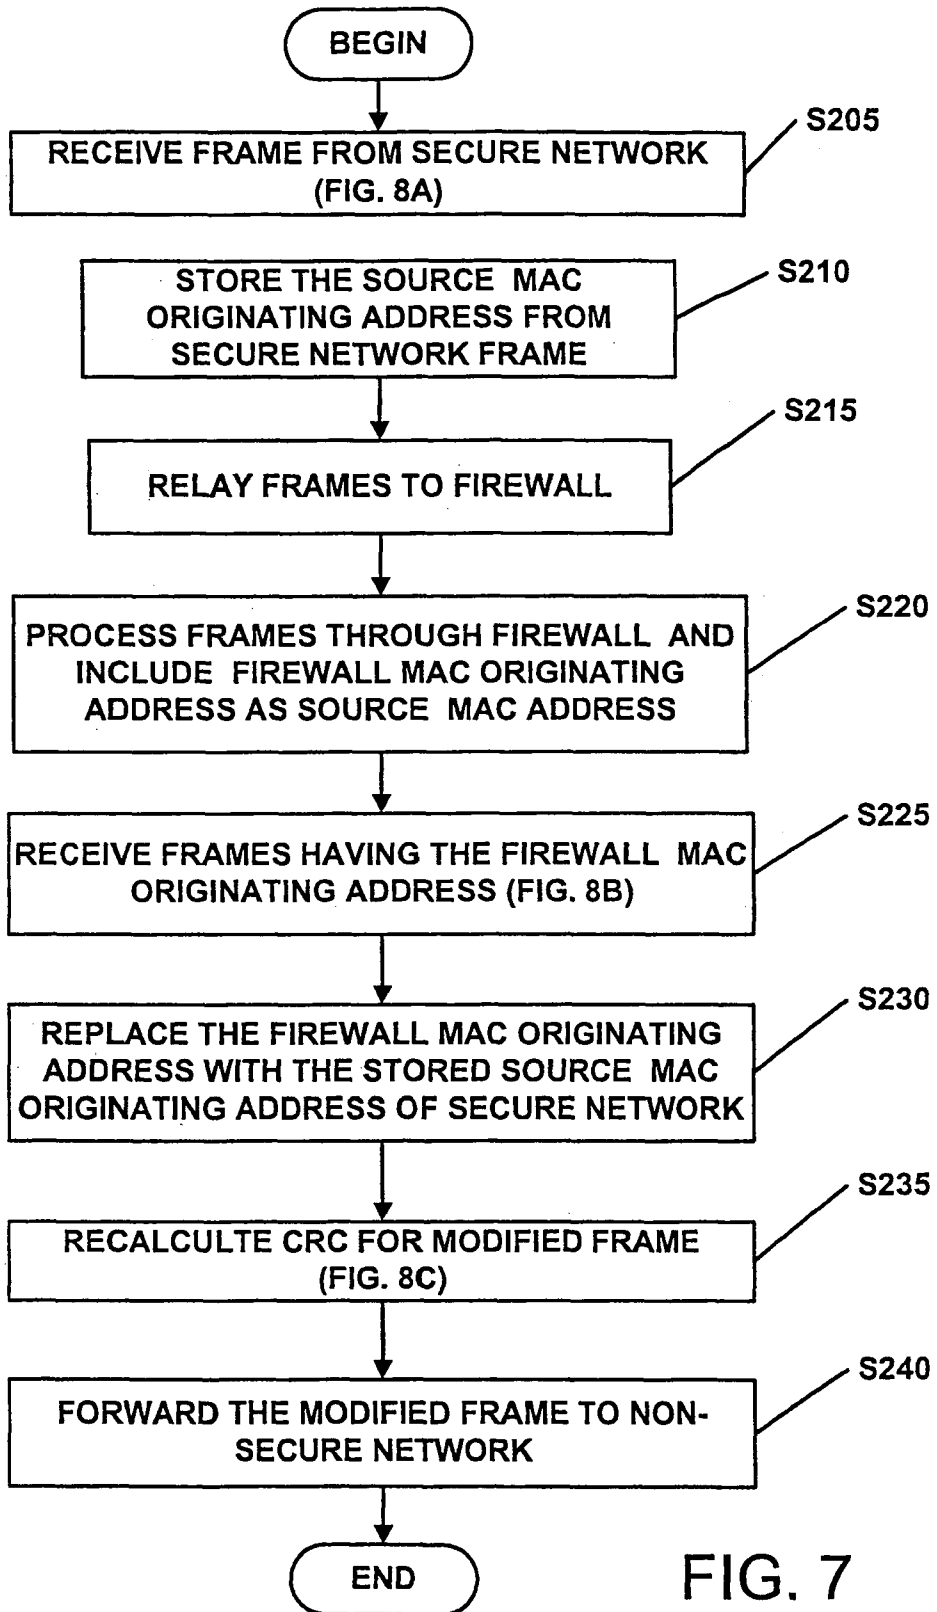 BEGIN
S205
RECEIVE FRAME FROM SECURE NETWORK
(FIG. 8A)
S210
STORE THE SOURCE MAC
ORIGINATING ADDRESS FROM
SECURE NETWORK FRAME
S215
RELAY FRAMES TO FIREWALL
S220
PROCESS FRAMES THROUGH FIREWALL AND
INCLUDE FIREWALL MAC ORIGINATING
ADDRESS AS SOURCE MAC ADDRESS
S225
RECEIVE FRAMES HAVING THE FIREWALL MAC
ORIGINATING ADDRESS (FIG. 8B)
S230
REPLACE THE FIREWALL MAC ORIGINATING
ADDRESS WITH THE STORED SOURCE MAC
ORIGINATING ADDRESS OF SECURE NETWORK
S235
RECALCULTE CRC FOR MODIFIED FRAME
(FIG. 8C)
S240
FORWARD THE MODIFIED FRAME TO NON-
SECURE NETWORK
END
FIG. 7